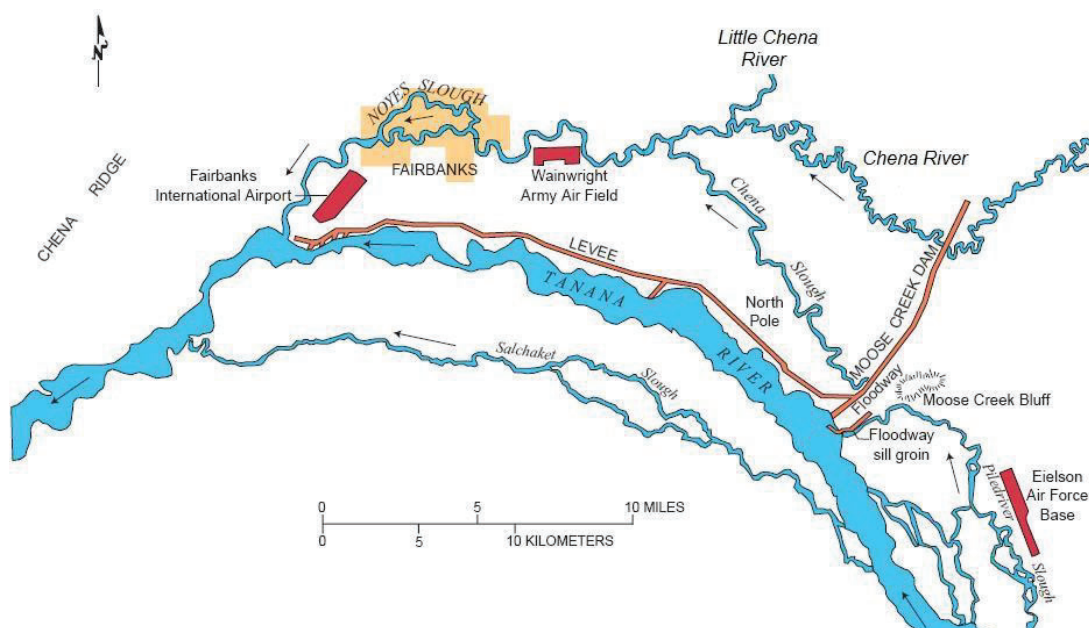 N
Little Chena
River
NOYES SLOUGH
Chena River
CHENA RIDGE
Fairbanks
International Airport
FAIRBANKS
Wainwright
Army Air Field
Chena
Slough
LEVEE
TANANA
RIVER
North
Pole
MOOSE CREEK DAM
Floodway
Moose Creek Bluff
Floodway
sill groin
Salchaket
Slough
Piledriver
Slough
Eielson
Air Force
Base
0 5 10 MILES
0 5 10 KILOMETERS